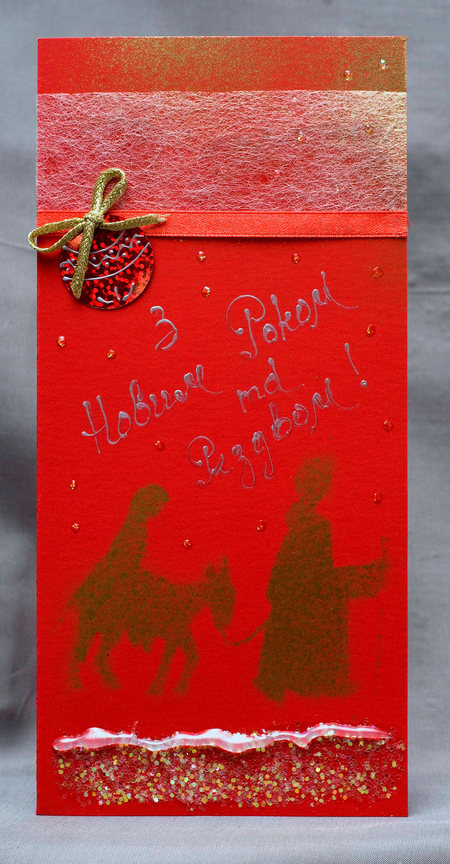 З Роком
Новим та
Різдвом!